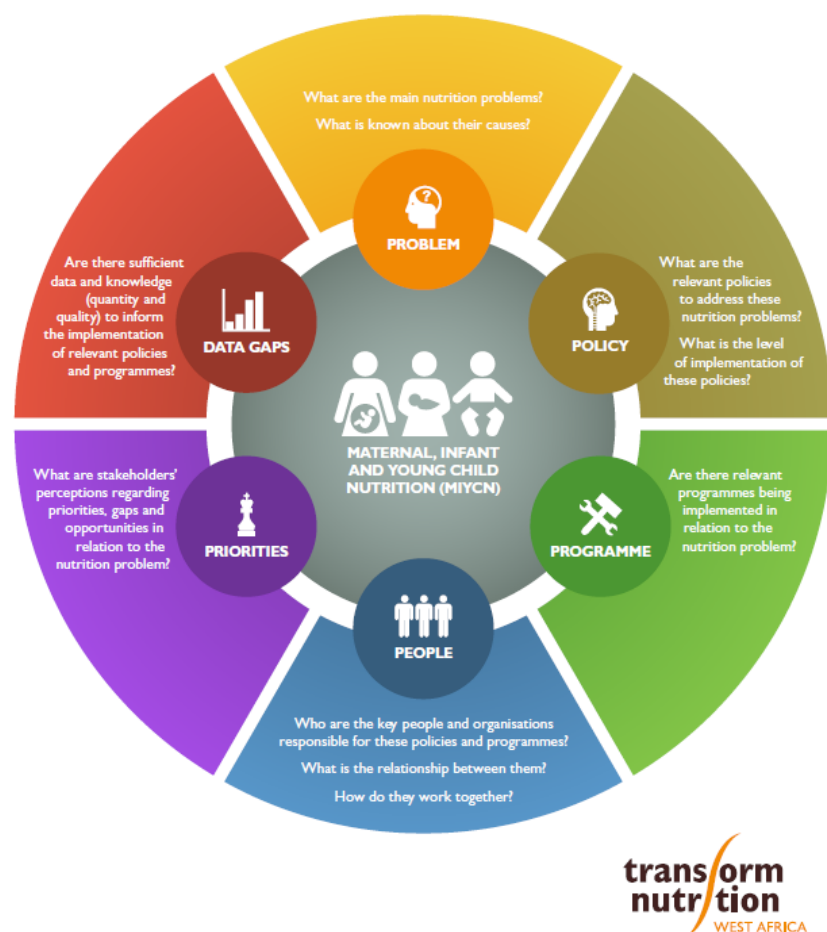 What are the main nutrition problems?
What is known about their causes?
?
PROBLEM
What are the
relevant policies
to address these
nutrition problems?
What is the level
of implementation of
these policies?
POLICY
Are there relevant
programmes being
implemented in
relation to the
nutrition problem?
PROGRAMME
PEOPLE
Who are the key people and organisations
responsible for these policies and programmes?
What is the relationship between them?
How do they work together?
What are stakeholders'
perceptions regarding
priorities, gaps and
opportunities in
relation to the
nutrition problem?
PRIORITIES
Are there sufficient
data and knowledge
(quantity and
quality) to inform
the implementation
of relevant policies
and programmes?
DATA GAPS
MATERNAL, INFANT
AND YOUNG CHILD
NUTRITION (MIYCN)
transform
nutrition
WEST AFRICA